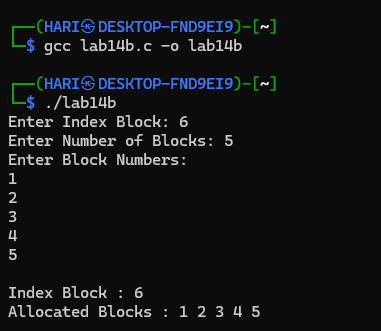 ┌──(HARI㉿DESKTOP-FND9EI9)-[~]
└─$ gcc lab14b.c -o lab14b
┌──(HARI㉿DESKTOP-FND9EI9)-[~]
└─$ ./lab14b
Enter Index Block: 6
Enter Number of Blocks: 5
Enter Block Numbers:
1
2
3
4
5
Index Block : 6
Allocated Blocks : 1 2 3 4 5